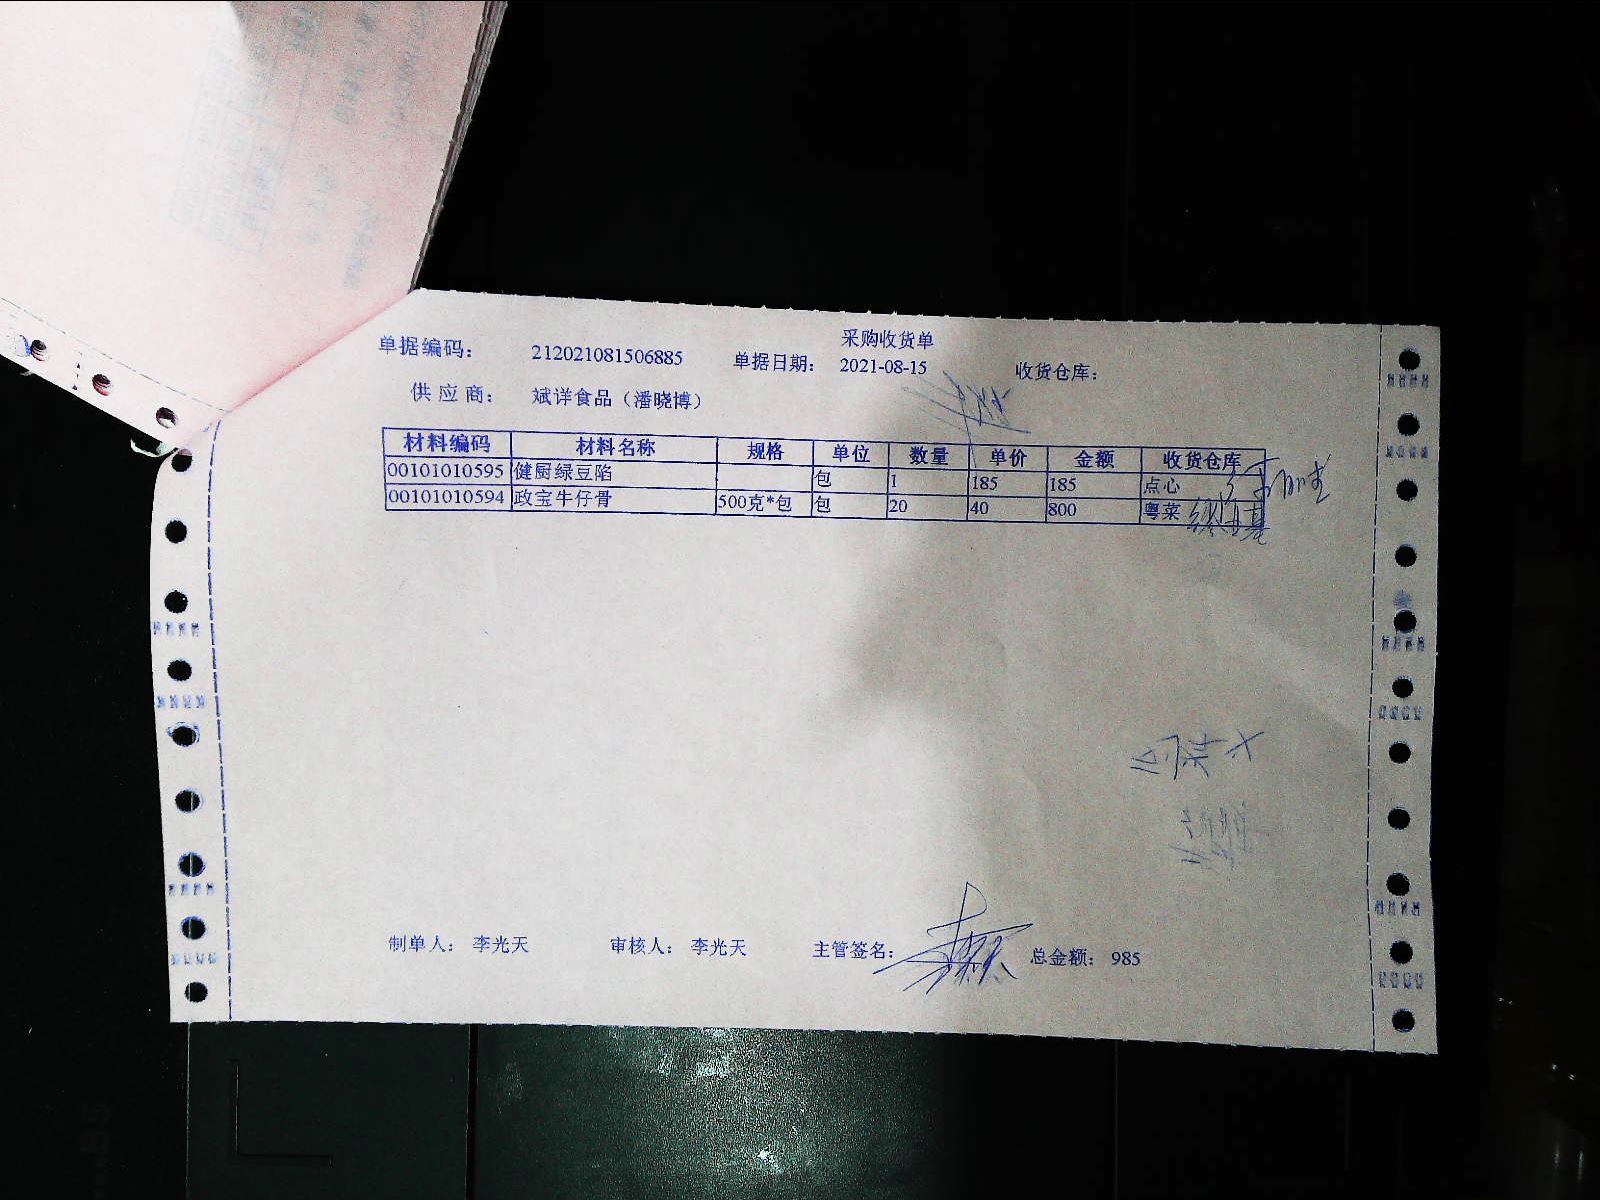 采购收货单
单据编码： 212021081506885 单据日期： 2021-08-15 收货仓库：
供应商： 斌详食品（潘晓博）
材料编码 材料名称 规格 单位 数量 单价 金额 收货仓库
00101010595 健厨绿豆陷 包 1 185 185 点心
00101010594 政宝牛仔骨 500克*包 包 20 40 800 粤菜
制单人： 李光天 审核人： 李光天 主管签名： 总金额： 985